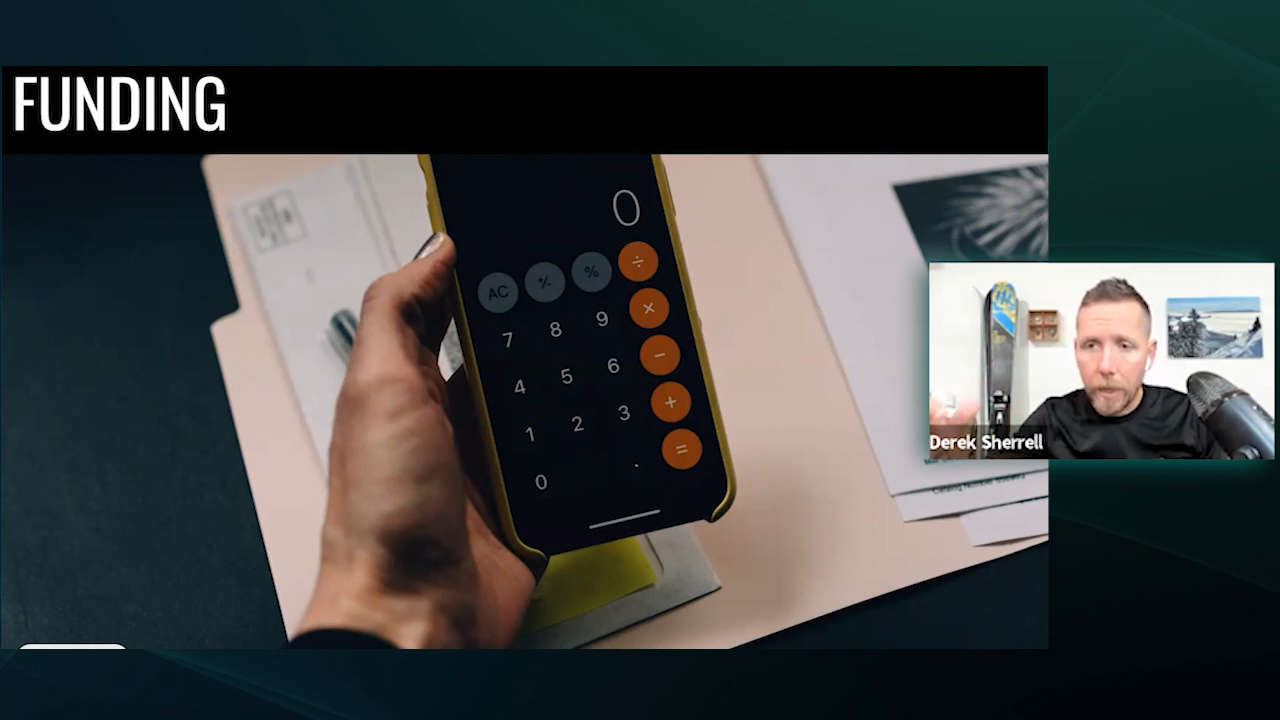 FUNDING
0
AC +/- % ÷
7 8 9 ×
4 5 6 −
1 2 3 +
0 . =
Derek Sherrell